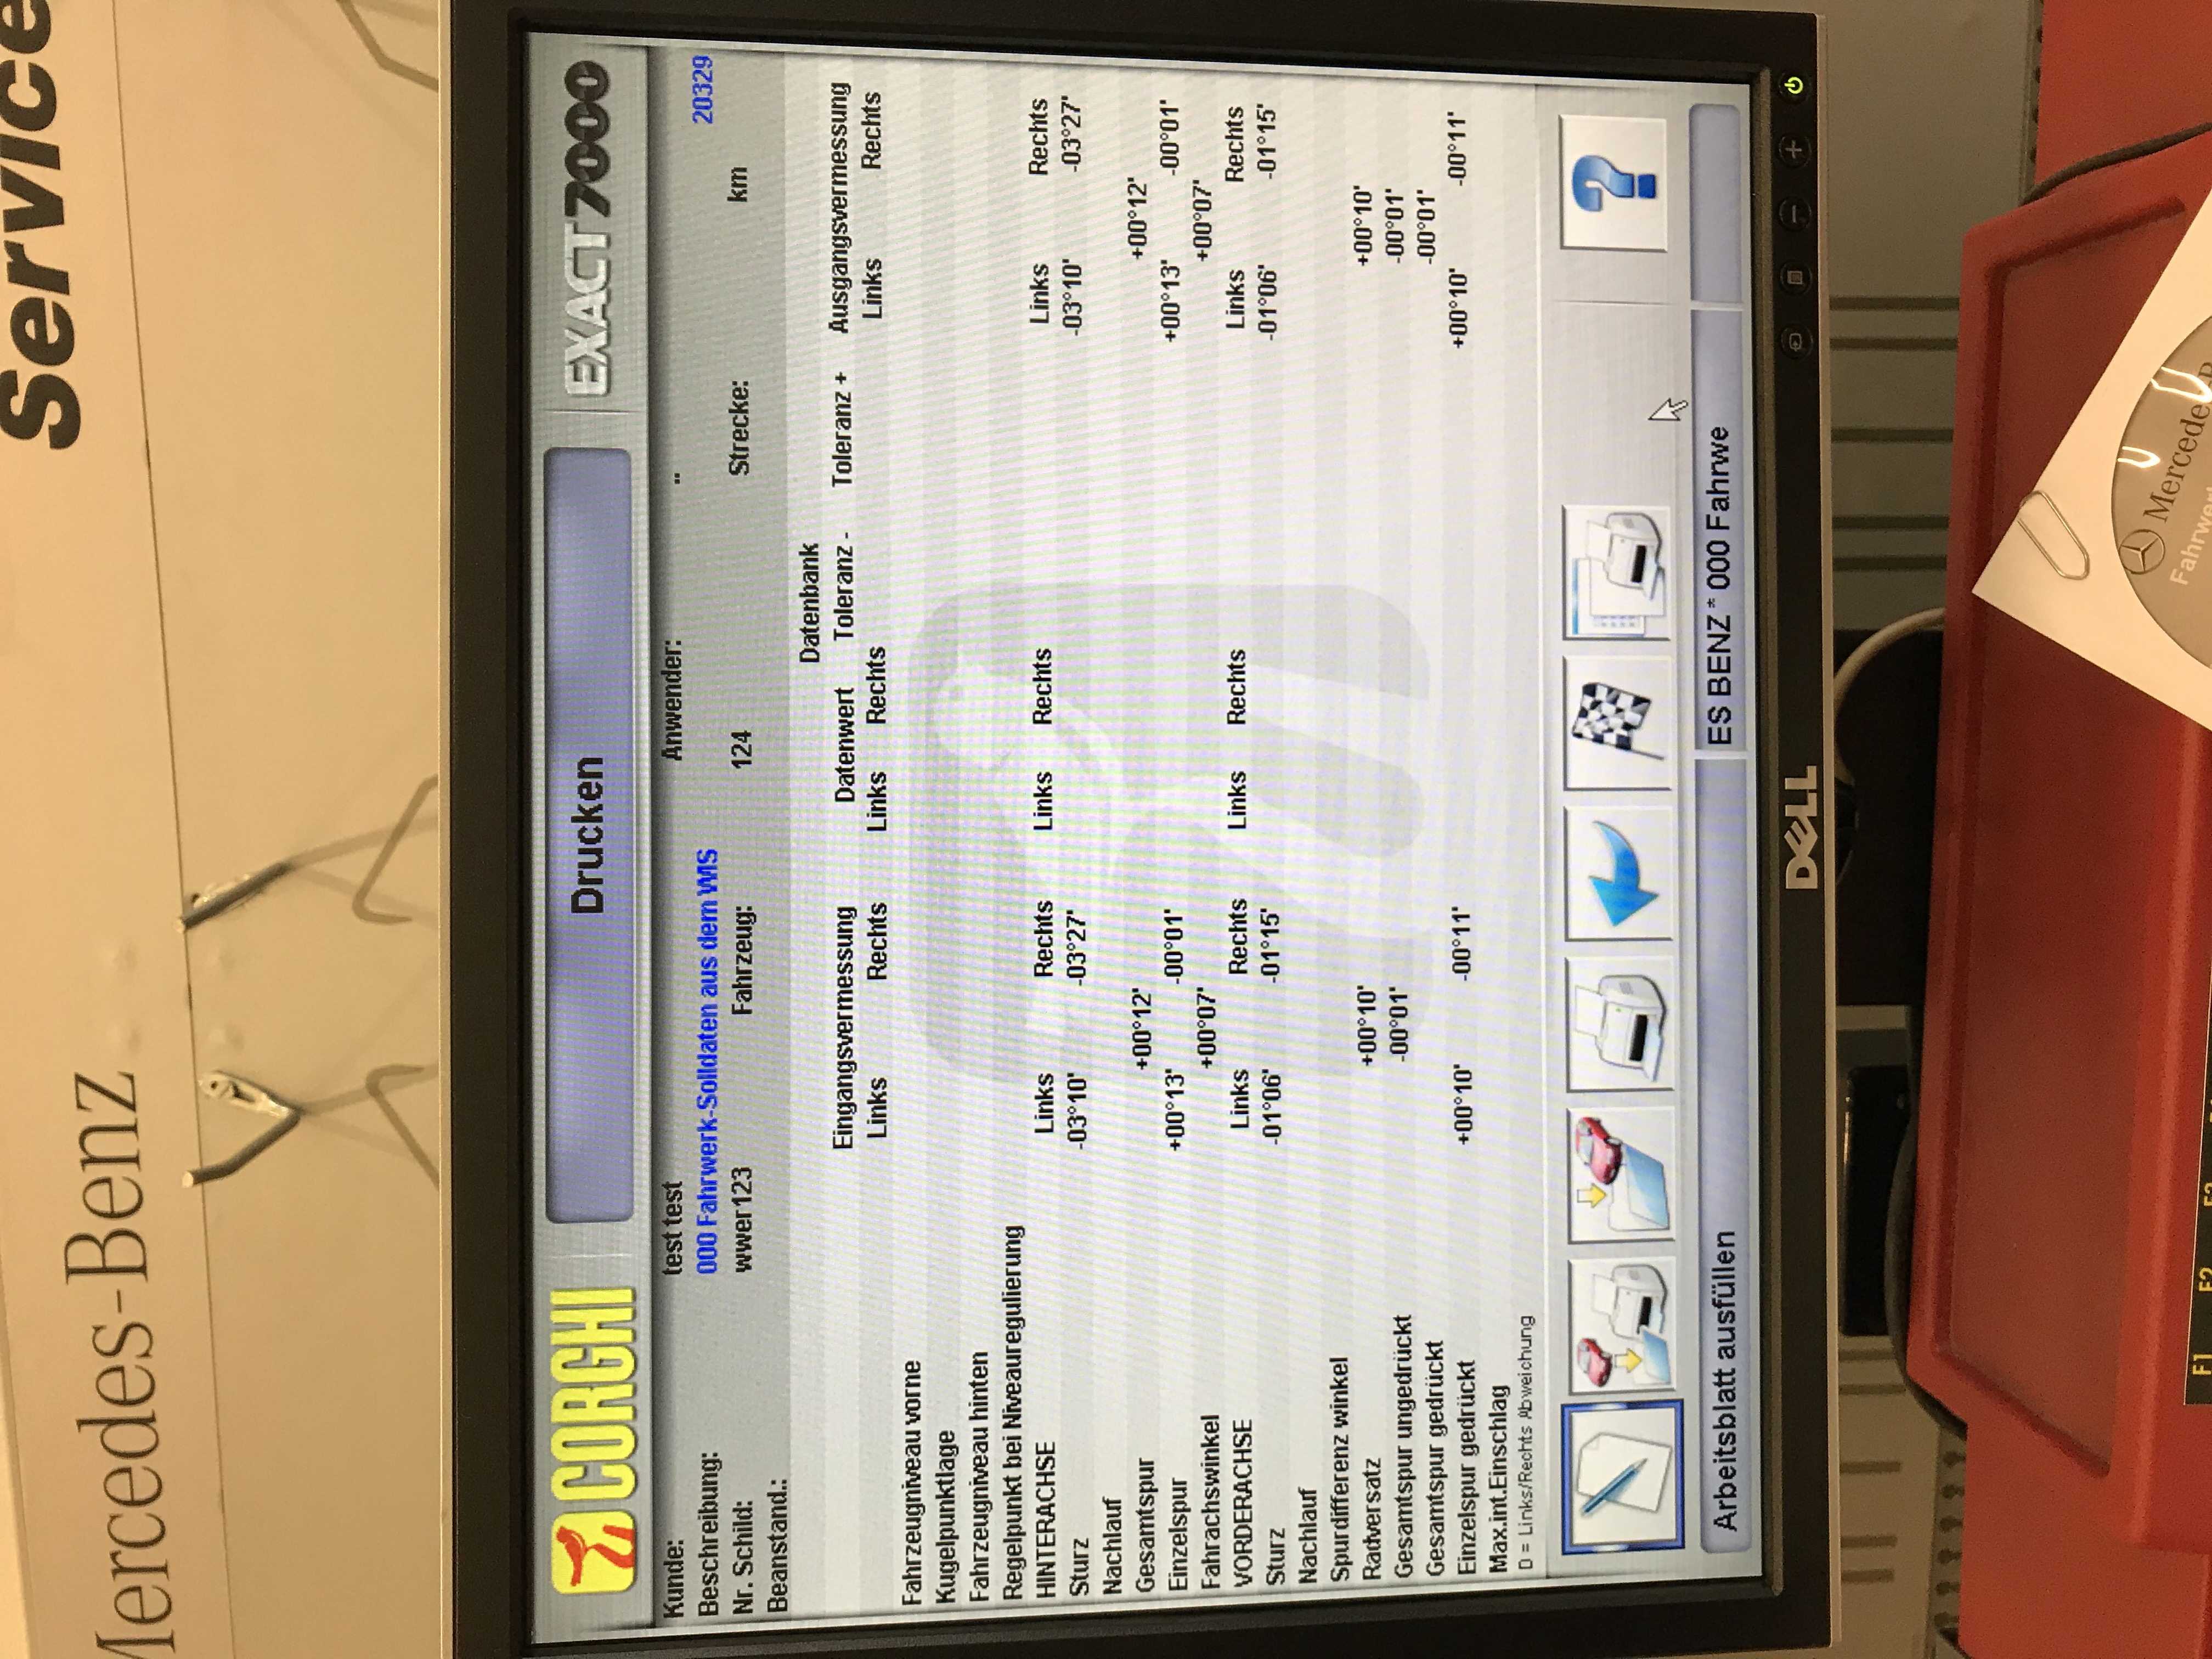 Mercedes-Benz
Service
CORGHI
Drucken
EXACT7000
Kunde: test test Anwender: ..
Beschreibung: 000 Fahrwerk-Solldaten aus dem WIS 20329
Nr. Schild: wwer123 Fahrzeug: 124 Strecke: km
Beanstand.:
Datenbank
Eingangsvermessung Datenwert Toleranz - Toleranz + Ausgangsvermessung
Links Rechts Links Rechts Links Rechts
Fahrzeugniveau vorne
Kugelpunktlage
Fahrzeugniveau hinten
Regelpunkt bei Niveauregulierung
HINTERACHSE Links Rechts Links Rechts Links Rechts
Sturz -03°10' -03°27' -03°10' -03°27'
Nachlauf
Gesamtspur +00°12' +00°12'
Einzelspur +00°13' -00°01' +00°13' -00°01'
Fahrachswinkel +00°07' +00°07'
VORDERACHSE Links Rechts Links Rechts Links Rechts
Sturz -01°06' -01°15' -01°06' -01°15'
Nachlauf
Spurdifferenz winkel
Radversatz +00°10' +00°10'
Gesamtspur ungedrückt -00°01' -00°01'
Gesamtspur gedrückt -00°01'
Einzelspur gedrückt +00°10' -00°11' +00°10' -00°11'
Max.int.Einschlag
D = Links/Rechts Abweichung
?
Arbeitsblatt ausfüllen
ES BENZ * 000 Fahrwe
DELL
F1 F2 F3